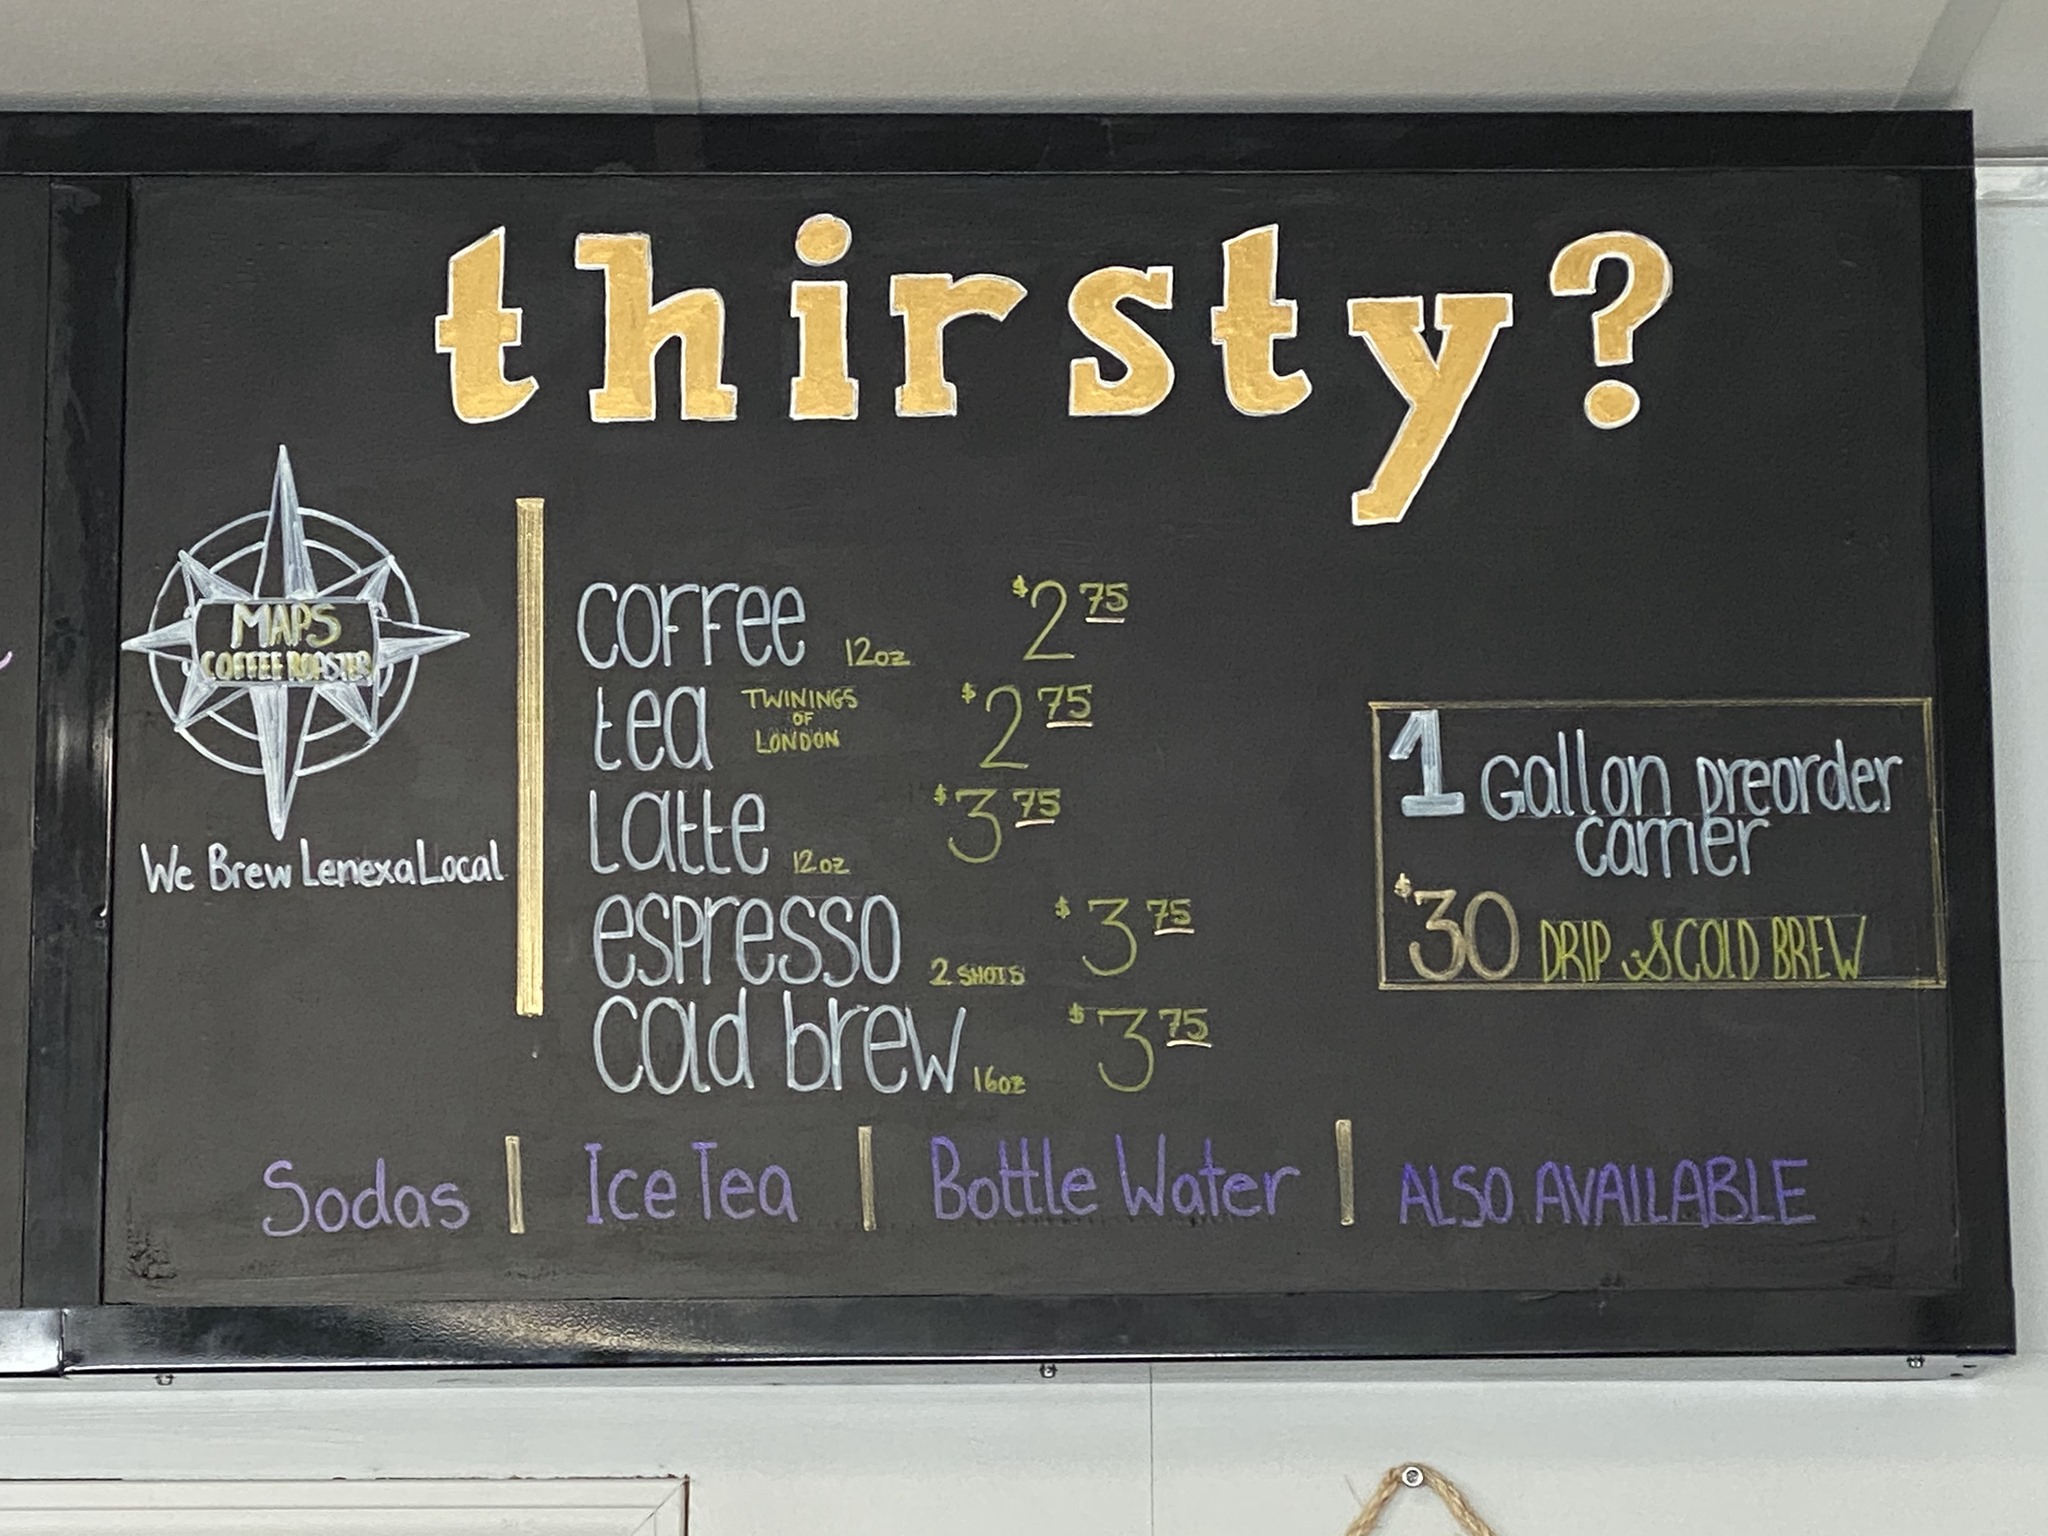 thirsty?
MAPS
COFFEE ROASTER
We Brew Lenexa Local
coffee 12oz $2.75
tea TWININGS OF LONDON $2.75
Latte 12oz $3.75
espresso 2 SHOTS $3.75
cold brew 16oz $3.75
1 Gallon preorder
carrier
$30 DRIP & COLD BREW
Sodas | Ice Tea | Bottle Water | ALSO AVAILABLE